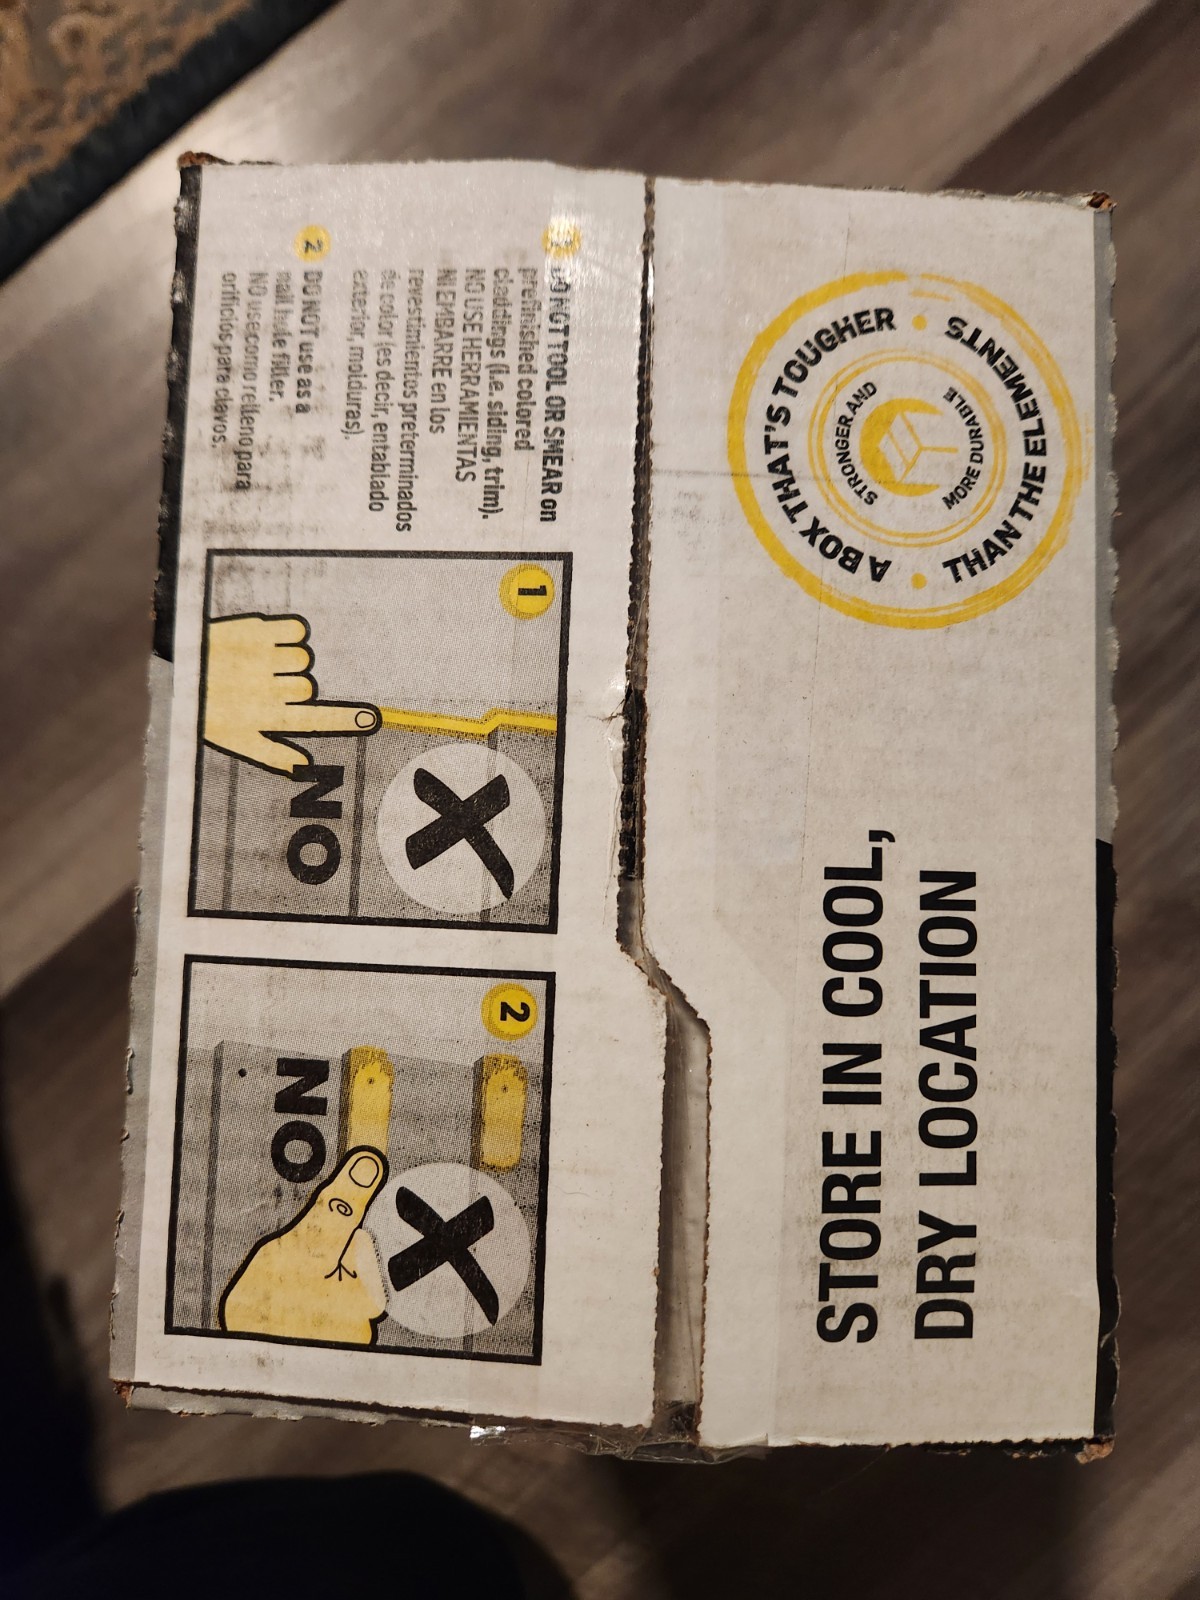 DO NOT TOOL OR SMEAR on
prefinished colored
claddings (i.e. siding, trim).
NO USE HERRAMIENTAS
NI EMBARRE en los
revestimientos preterminados
de color (es decir, entablado
exterior, molduras).
2 DO NOT use as a
nail hole filler.
NO use como relleno para
orificios para clavos.
1
NO
2
NO
A BOX THAT'S TOUGHER
THAN THE ELEMENTS
STRONGER AND
MORE DURABLE
STORE IN COOL,
DRY LOCATION